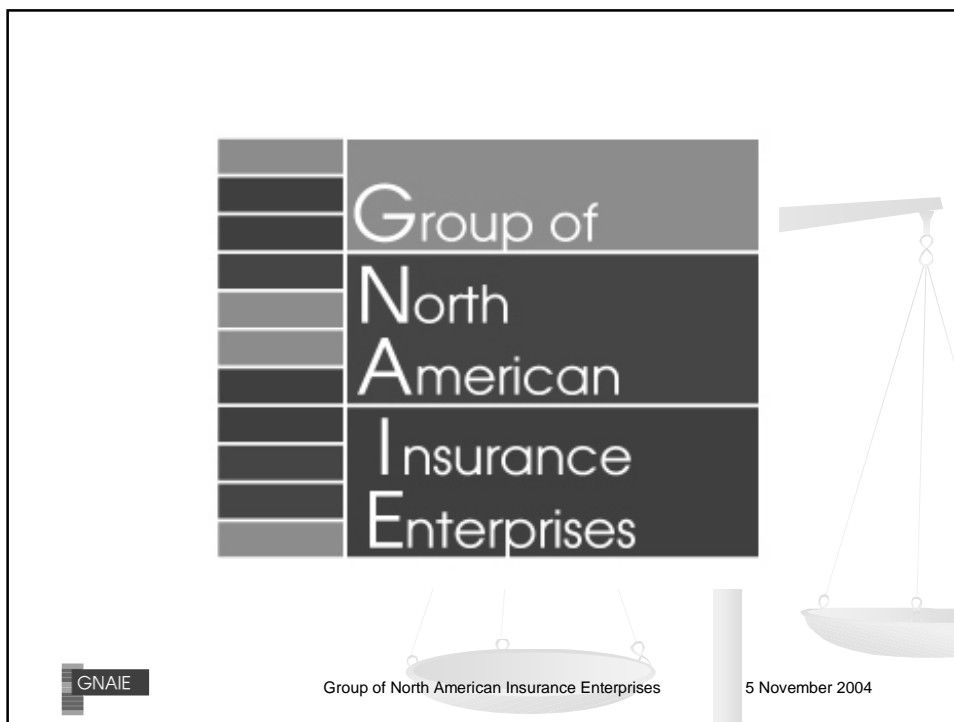 Group of
North
American
Insurance
Enterprises
GNAIE
Group of North American Insurance Enterprises
5 November 2004